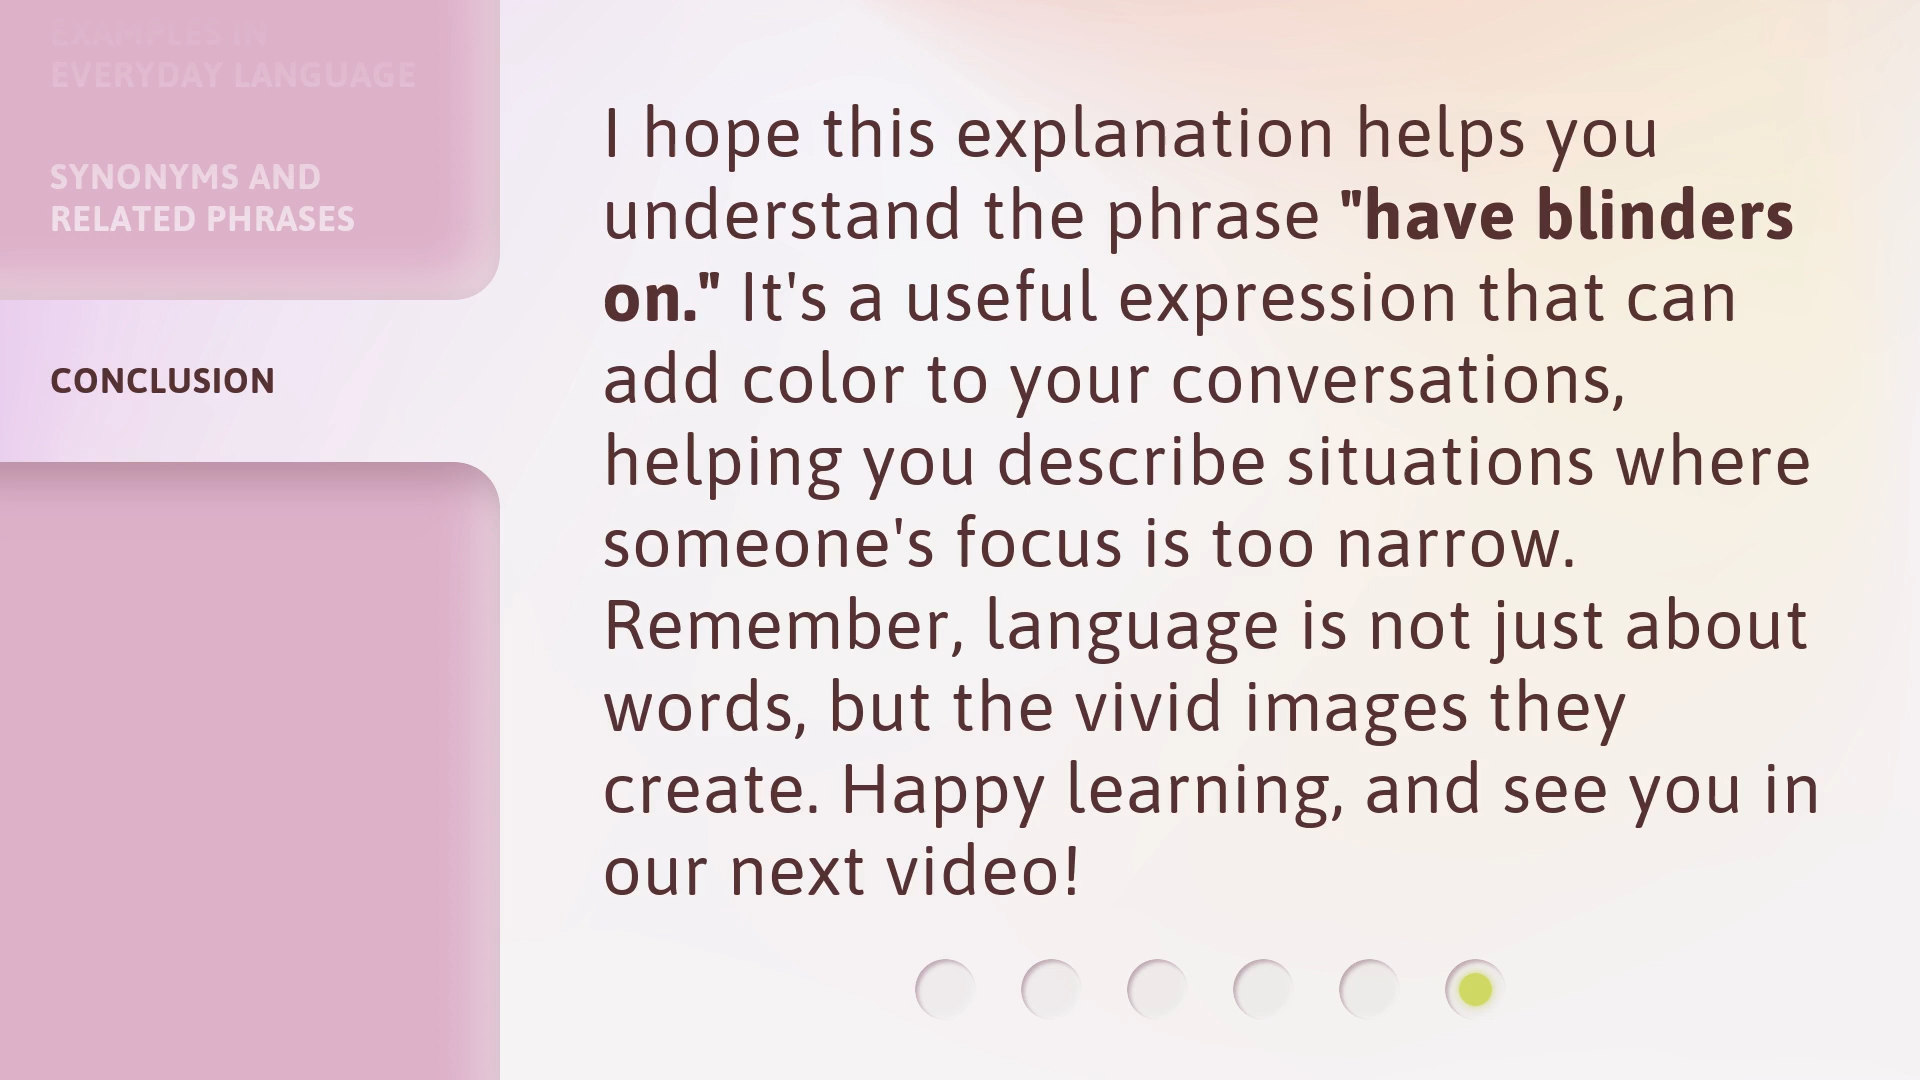 EXAMPLES IN
EVERYDAY LANGUAGE
SYNONYMS AND
RELATED PHRASES
CONCLUSION
I hope this explanation helps you
understand the phrase "have blinders
on." It's a useful expression that can
add color to your conversations,
helping you describe situations where
someone's focus is too narrow.
Remember, language is not just about
words, but the vivid images they
create. Happy learning, and see you in
our next video!